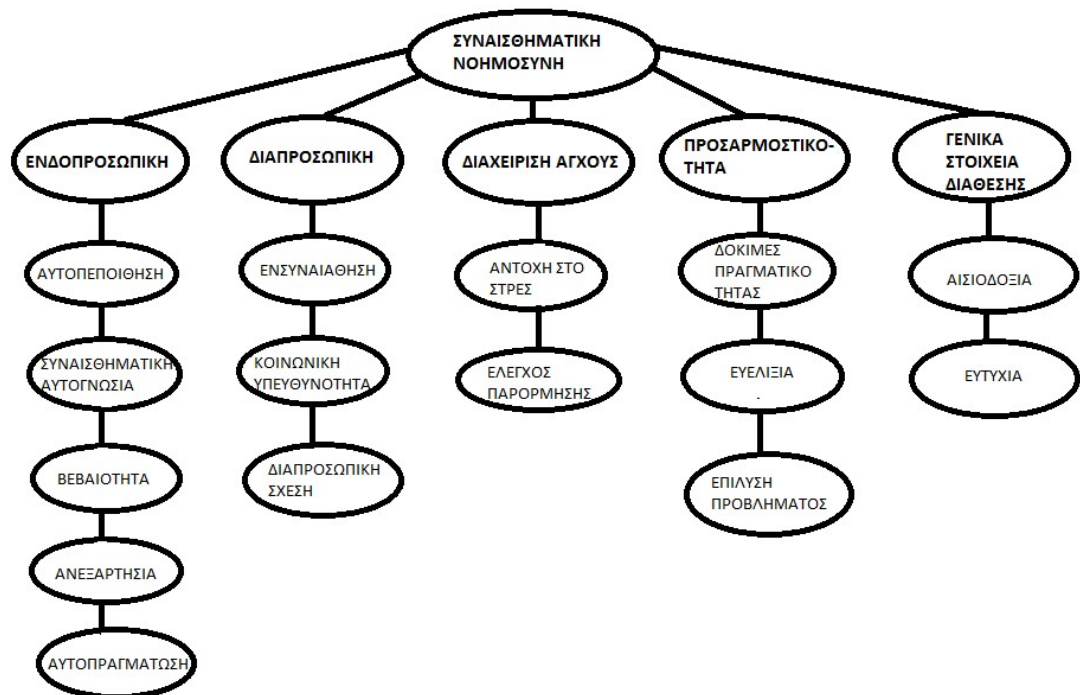 ΣΥΝΑΙΣΘΗΜΑΤΙΚΗ
ΝΟΗΜΟΣΥΝΗ
ΕΝΔΟΠΡΟΣΩΠΙΚΗ
ΑΥΤΟΠΕΠΟΙΘΗΣΗ
ΣΥΝΑΙΣΘΗΜΑΤΙΚΗ
ΑΥΤΟΓΝΩΣΙΑ
ΒΕΒΑΙΟΤΗΤΑ
ΑΝΕΞΑΡΤΗΣΙΑ
ΑΥΤΟΠΡΑΓΜΑΤΩΣΗ
ΔΙΑΠΡΟΣΩΠΙΚΗ
ΕΝΣΥΝΑΙΑΘΗΣΗ
ΚΟΙΝΩΝΙΚΗ
ΥΠΕΥΘΥΝΟΤΗΤΑ
ΔΙΑΠΡΟΣΩΠΙΚΗ
ΣΧΕΣΗ
ΔΙΑΧΕΙΡΙΣΗ ΑΓΧΟΥΣ
ΑΝΤΟΧΗ ΣΤΟ
ΣΤΡΕΣ
ΕΛΕΓΧΟΣ
ΠΑΡΟΡΜΗΣΗΣ
ΠΡΟΣΑΡΜΟΣΤΙΚΟ-
ΤΗΤΑ
ΔΟΚΙΜΕΣ
ΠΡΑΓΜΑΤΙΚΟ
ΤΗΤΑΣ
ΕΥΕΛΙΞΙΑ
.
ΕΠΙΛΥΣΗ
ΠΡΟΒΛΗΜΑΤΟΣ
ΓΕΝΙΚΑ
ΣΤΟΙΧΕΙΑ
ΔΙΑΘΕΣΗΣ
ΑΙΣΙΟΔΟΞΙΑ
ΕΥΤΥΧΙΑ